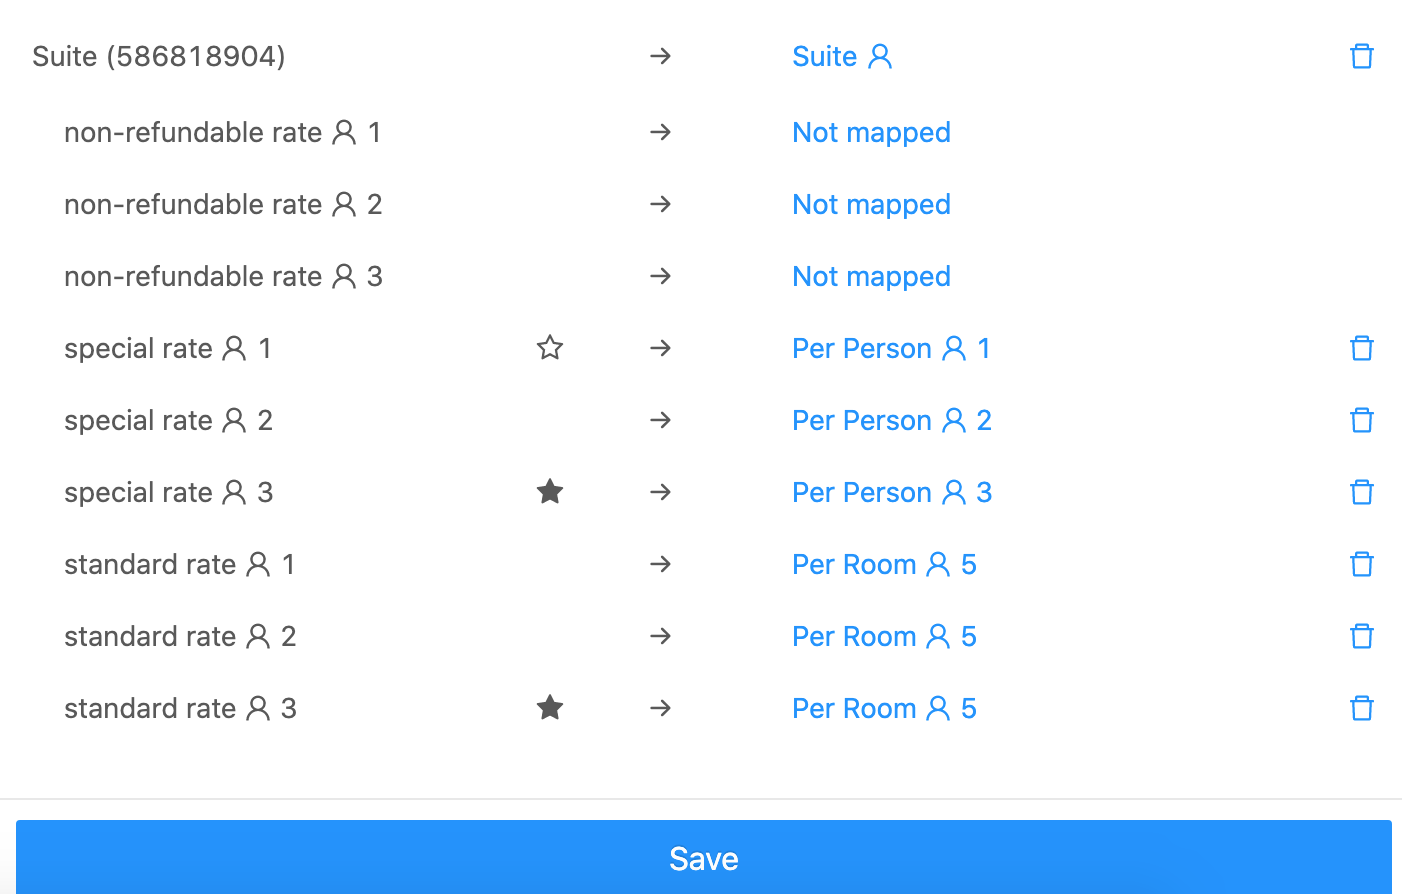 Suite (586818904) → Suite
non-refundable rate 1 → Not mapped
non-refundable rate 2 → Not mapped
non-refundable rate 3 → Not mapped
special rate 1 ☆ → Per Person 1
special rate 2 → Per Person 2
special rate 3 ★ → Per Person 3
standard rate 1 → Per Room 5
standard rate 2 → Per Room 5
standard rate 3 ★ → Per Room 5
Save